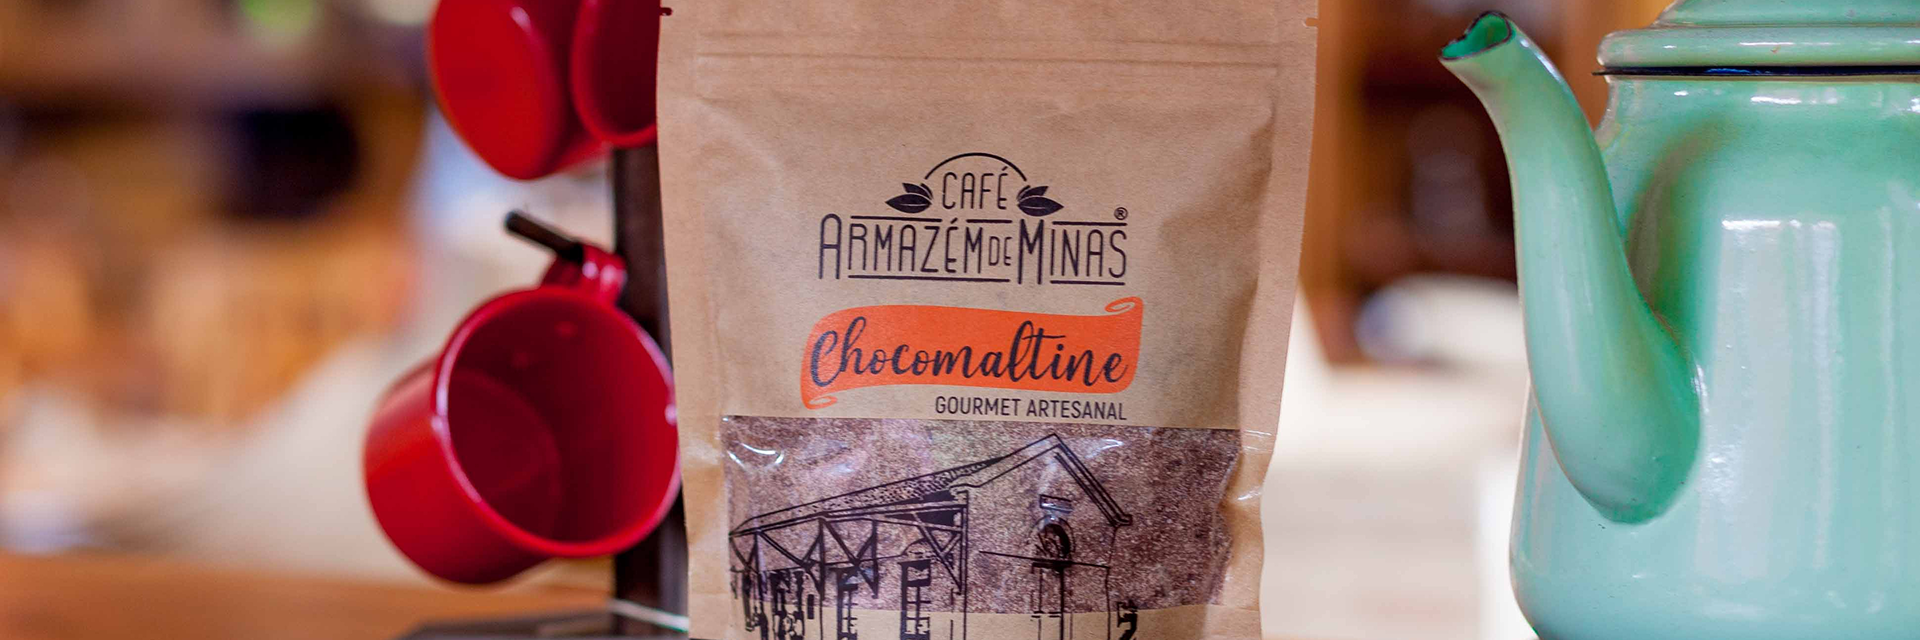 CAFÉ
ARMAZÉM DE MINAS®
Chocomaltine
GOURMET ARTESANAL